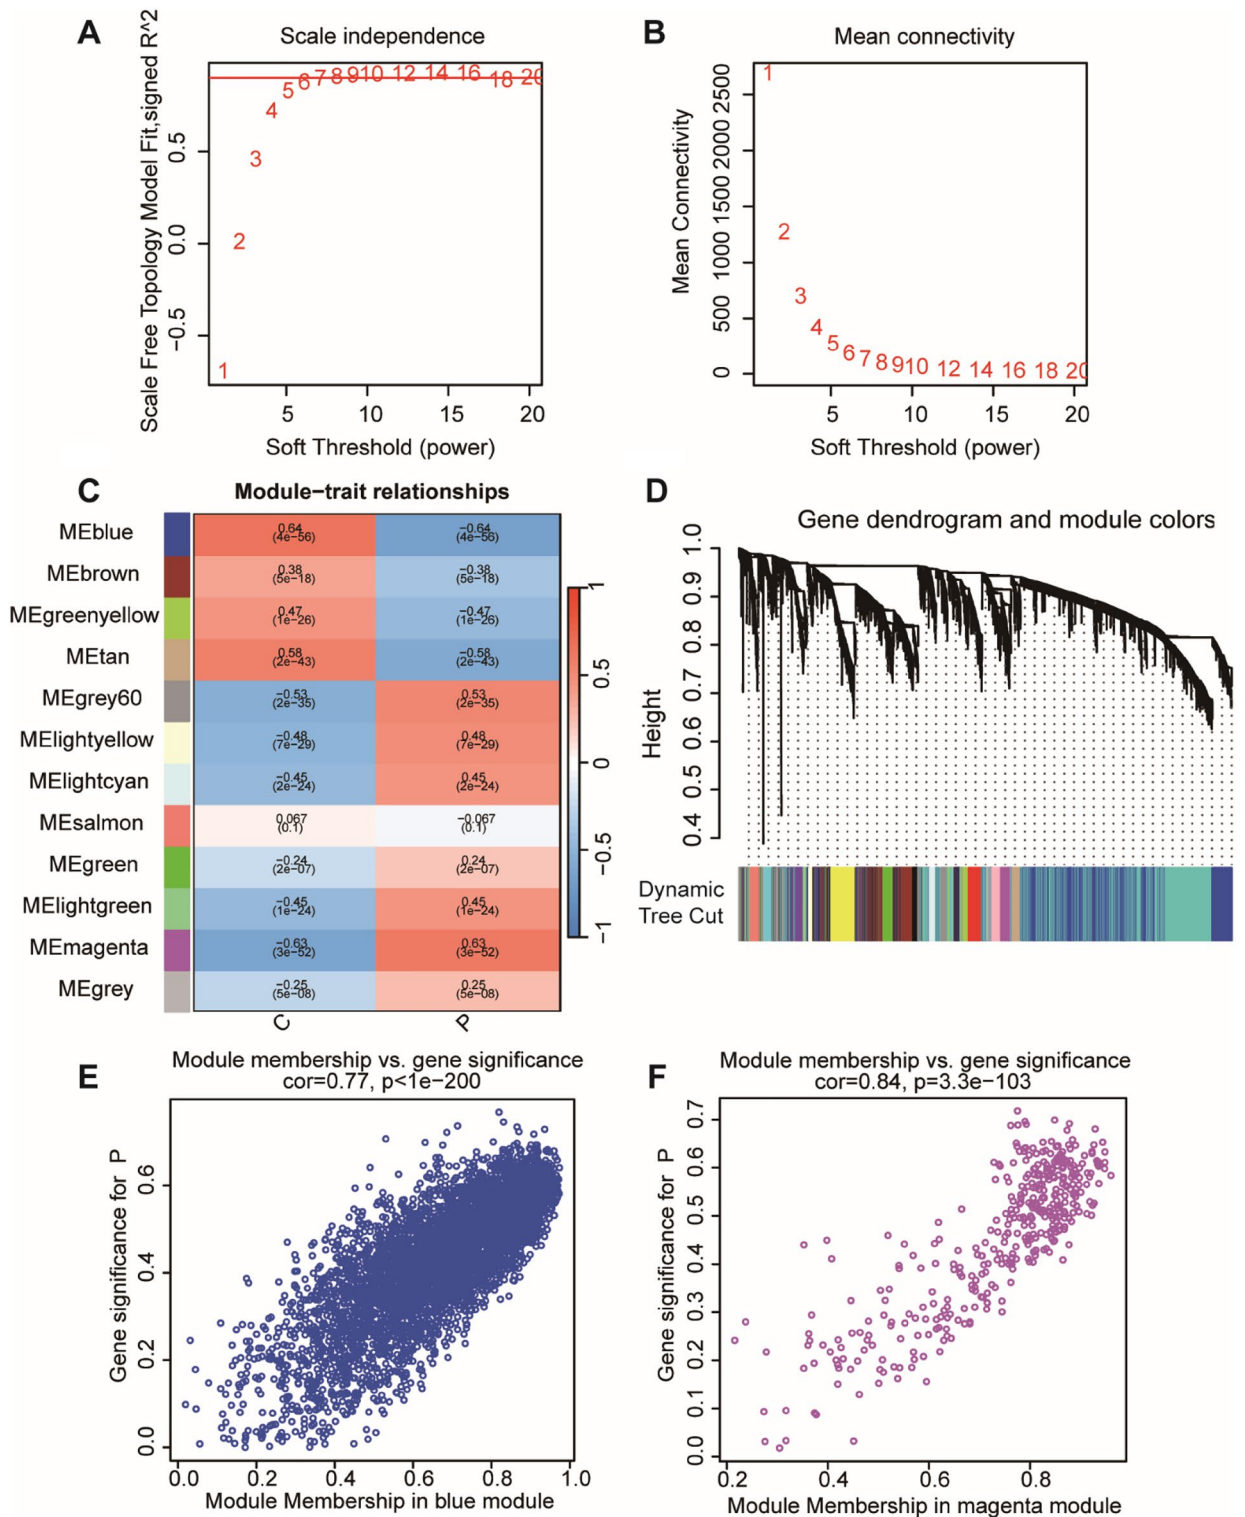 A
Scale independence
Scale Free Topology Model Fit,signed R^2
0.5
0.0
−0.5
1
2
3
4
5
6
7
8
9
10
12
14
16
18
20
5
10
15
20
Soft Threshold (power)
B
Mean connectivity
Mean Connectivity
2500
2000
1500
1000
500
0
1
2
3
4
5
6
7
8
9
10
12
14
16
18
20
5
10
15
20
Soft Threshold (power)
C
Module−trait relationships
MEblue
0.64
(4e−56)
−0.64
(4e−56)
MEbrown
0.38
(5e−18)
−0.38
(5e−18)
MEgreenyellow
0.47
(1e−26)
−0.47
(1e−26)
MEtan
0.58
(2e−43)
−0.58
(2e−43)
MEgrey60
−0.53
(2e−35)
0.53
(2e−35)
MElightyellow
−0.48
(7e−29)
0.48
(7e−29)
MElightcyan
−0.45
(2e−24)
0.45
(2e−24)
MEsalmon
0.067
(0.1)
−0.067
(0.1)
MEgreen
−0.24
(2e−07)
0.24
(2e−07)
MElightgreen
−0.45
(1e−24)
0.45
(1e−24)
MEmagenta
−0.63
(3e−52)
0.63
(3e−52)
MEgrey
−0.25
(5e−08)
0.25
(5e−08)
C
P
1
0.5
0
−0.5
−1
D
Gene dendrogram and module colors
Height
1.0
0.9
0.8
0.7
0.6
0.5
0.4
Dynamic
Tree Cut
E
Module membership vs. gene significance
cor=0.77, p<1e−200
Gene significance for P
0.6
0.4
0.2
0.0
0.0
0.2
0.4
0.6
0.8
1.0
Module Membership in blue module
F
Module membership vs. gene significance
cor=0.84, p=3.3e−103
Gene significance for P
0.7
0.6
0.5
0.4
0.3
0.2
0.1
0.0
0.2
0.4
0.6
0.8
Module Membership in magenta module